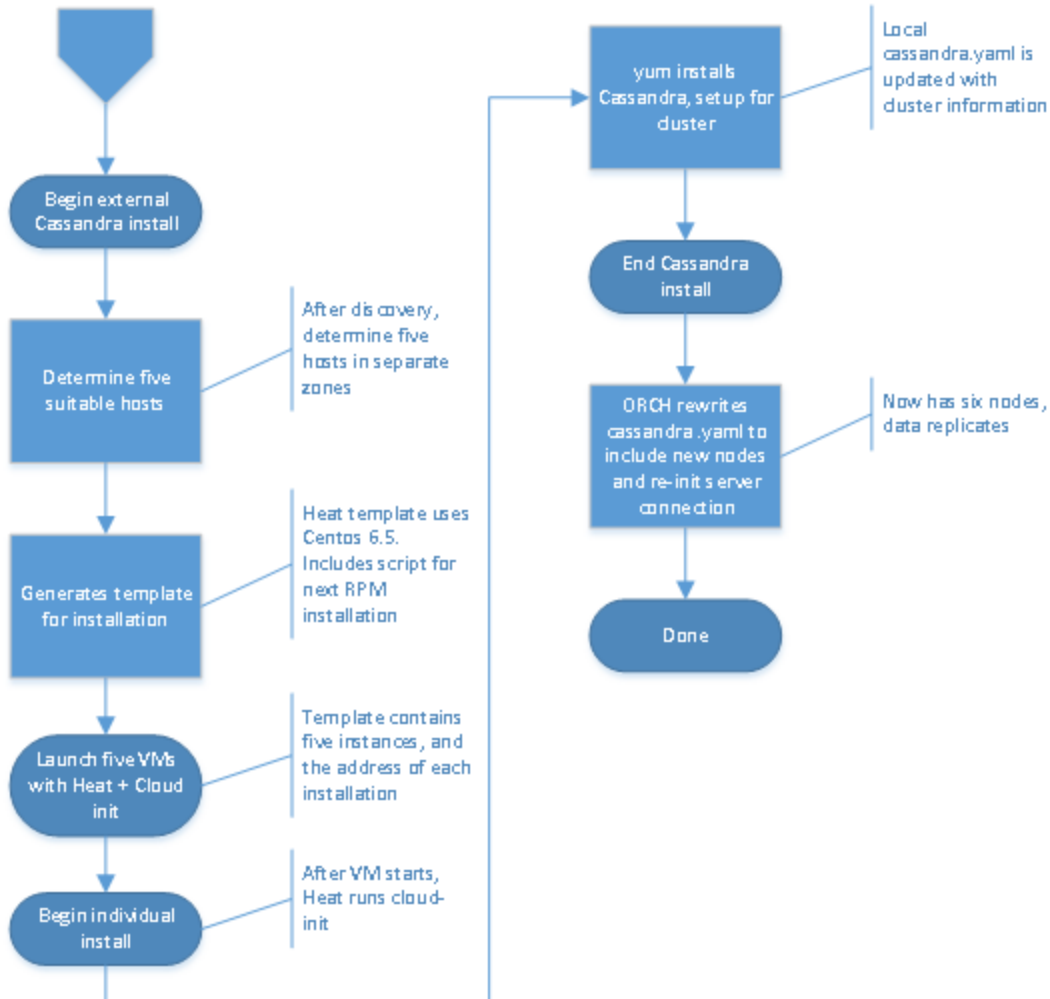 Begin external
Cassandra install
Determine five
suitable hosts
After discovery,
determine five
hosts in separate
zones
Generates template
for installation
Heat template uses
Centos 6.5.
Includes script for
next RPM
installation
Launch five VMs
with Heat + Cloud
init
Template contains
five instances, and
the address of each
installation
Begin individual
install
After VM starts,
Heat runs cloud-
init
yum installs
Cassandra, setup for
cluster
Local
cassandra.yaml is
updated with
cluster information
End Cassandra
install
ORCH rewrites
cassandra.yaml to
include new nodes
and re-init server
connection
Now has six nodes,
data replicates
Done